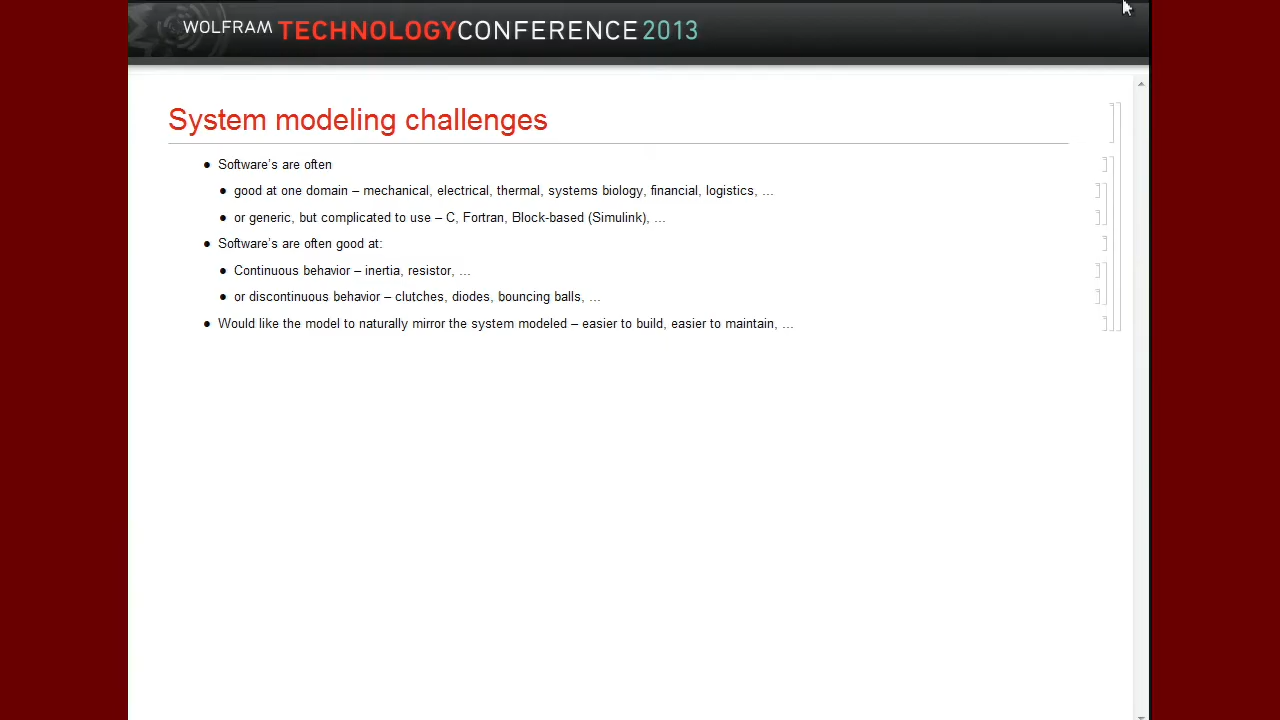 WOLFRAM TECHNOLOGYCONFERENCE 2013
System modeling challenges
● Software's are often
● good at one domain – mechanical, electrical, thermal, systems biology, financial, logistics, …
● or generic, but complicated to use – C, Fortran, Block-based (Simulink), …
● Software's are often good at:
● Continuous behavior – inertia, resistor, …
● or discontinuous behavior – clutches, diodes, bouncing balls, …
● Would like the model to naturally mirror the system modeled – easier to build, easier to maintain, …